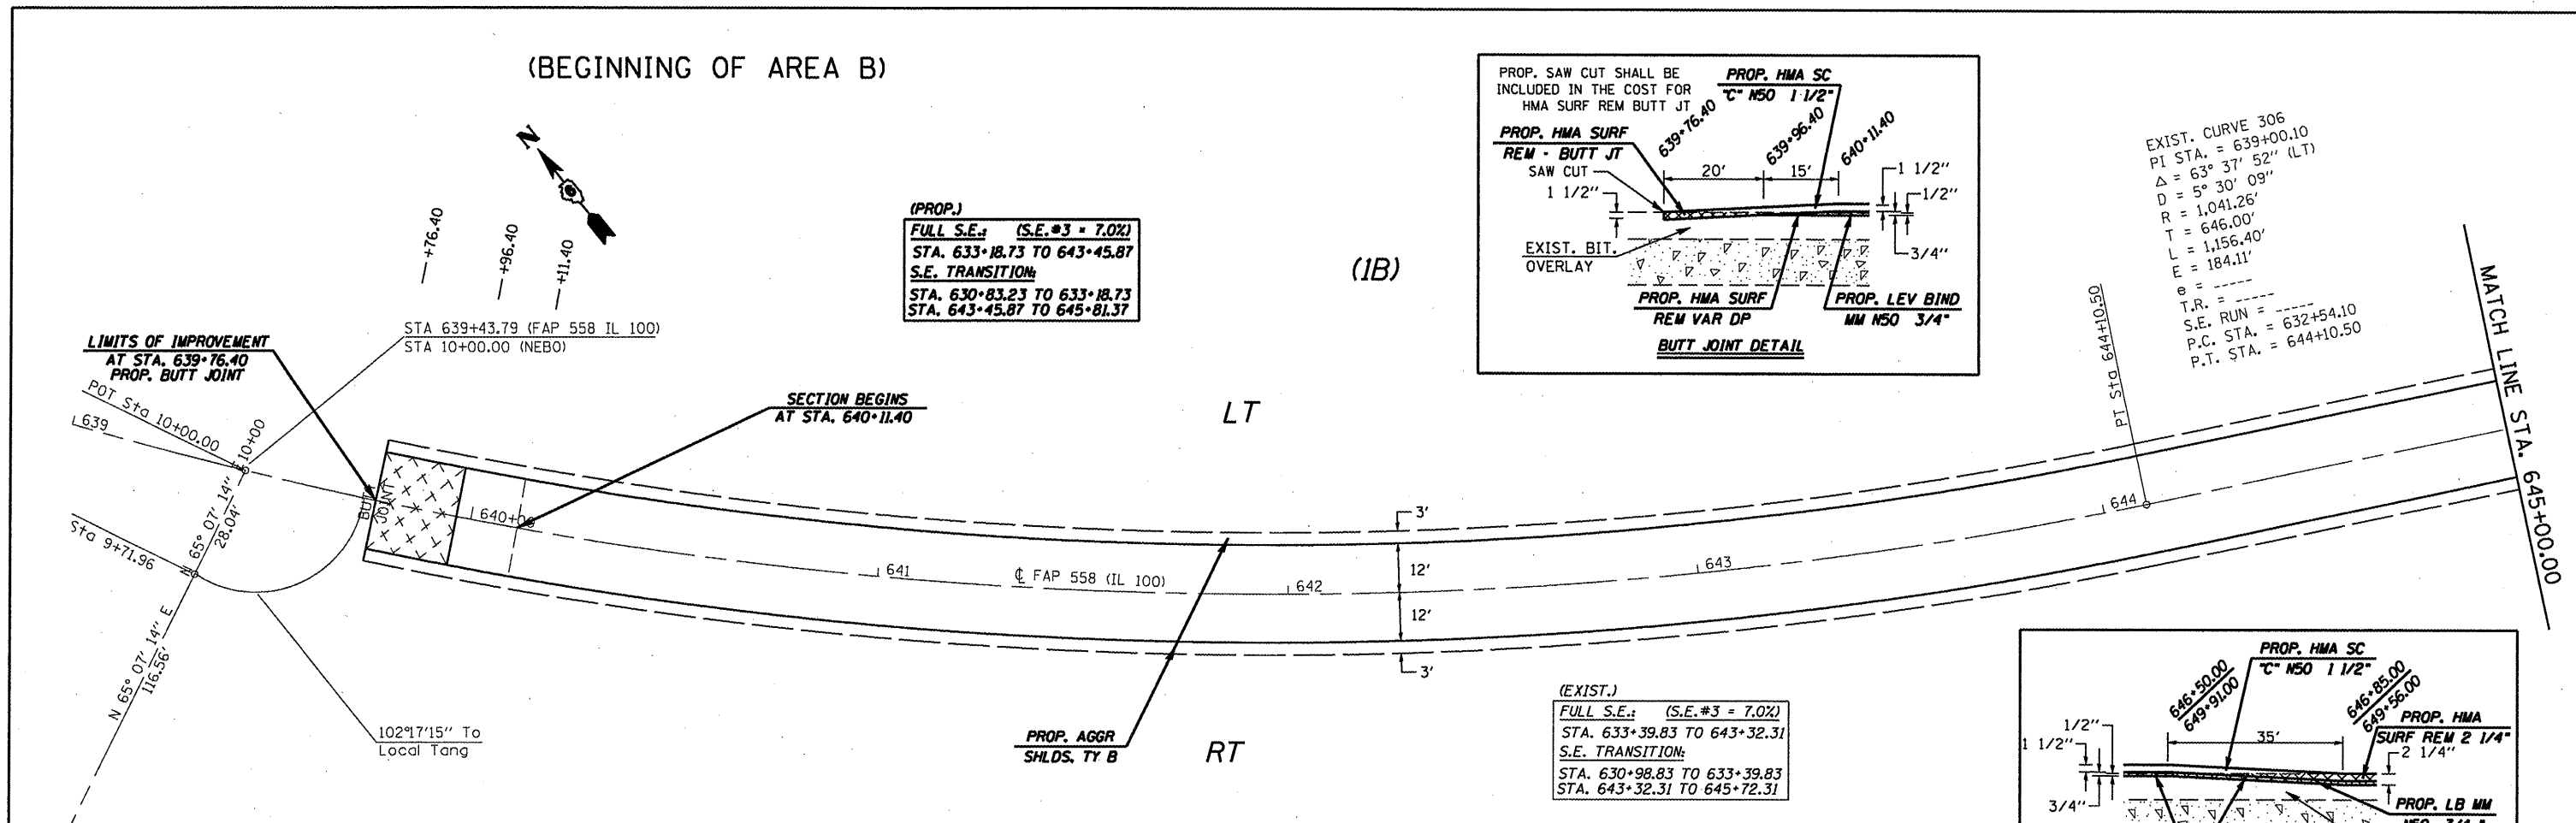 (BEGINNING OF AREA B)
N
+76.40
+96.40
+11.40
(PROP.)
FULL S.E.: (S.E.#3 = 7.0%)
STA. 633+18.73 TO 643+45.87
S.E. TRANSITION:
STA. 630+83.23 TO 633+18.73
STA. 643+45.87 TO 645+81.37
(1B)
PROP. SAW CUT SHALL BE
INCLUDED IN THE COST FOR
HMA SURF REM BUTT JT
PROP. HMA SC
"C" N50 1 1/2"
PROP. HMA SURF
REM - BUTT JT
639+76.40
639+96.40
640+11.40
SAW CUT
20'
15'
1 1/2"
1 1/2"
1/2"
3/4"
EXIST. BIT.
OVERLAY
PROP. HMA SURF
REM VAR DP
PROP. LEV BIND
MM N50 3/4"
BUTT JOINT DETAIL
EXIST. CURVE 306
PI STA. = 639+00.10
Δ = 63° 37' 52" (LT)
D = 5° 30' 09"
R = 1,041.26'
T = 646.00'
L = 1,156.40'
E = 184.11'
e = -----
T.R. = -----
S.E. RUN = -----
P.C. STA. = 632+54.10
P.T. STA. = 644+10.50
PT Sta 644+10.50
MATCH LINE STA. 645+00.00
LIMITS OF IMPROVEMENT
AT STA. 639+76.40
PROP. BUTT JOINT
STA 639+43.79 (FAP 558 IL 100)
STA 10+00.00 (NEBO)
SECTION BEGINS
AT STA. 640+11.40
LT
POT Sta 10+00.00
639
10+00
BUTT
JOINT
640+00
641
℄ FAP 558 (IL 100)
642
643
644
3'
12'
12'
3'
N 65° 07' 14"
28.04'
Sta 9+71.96
N 65° 07' 14" E
116.56'
102°17'15" To
Local Tang
PROP. AGGR
SHLDS. TY B
RT
(EXIST.)
FULL S.E.: (S.E.#3 = 7.0%)
STA. 633+39.83 TO 643+32.31
S.E. TRANSITION:
STA. 630+98.83 TO 633+39.83
STA. 643+32.31 TO 645+72.31
PROP. HMA SC
"C" N50 1 1/2"
646+50.00
649+91.00
646+85.00
649+56.00
PROP. HMA
SURF REM 2 1/4"
35'
1/2"
1 1/2"
3/4"
2 1/4"
PROP. LB MM
N50 3/4"